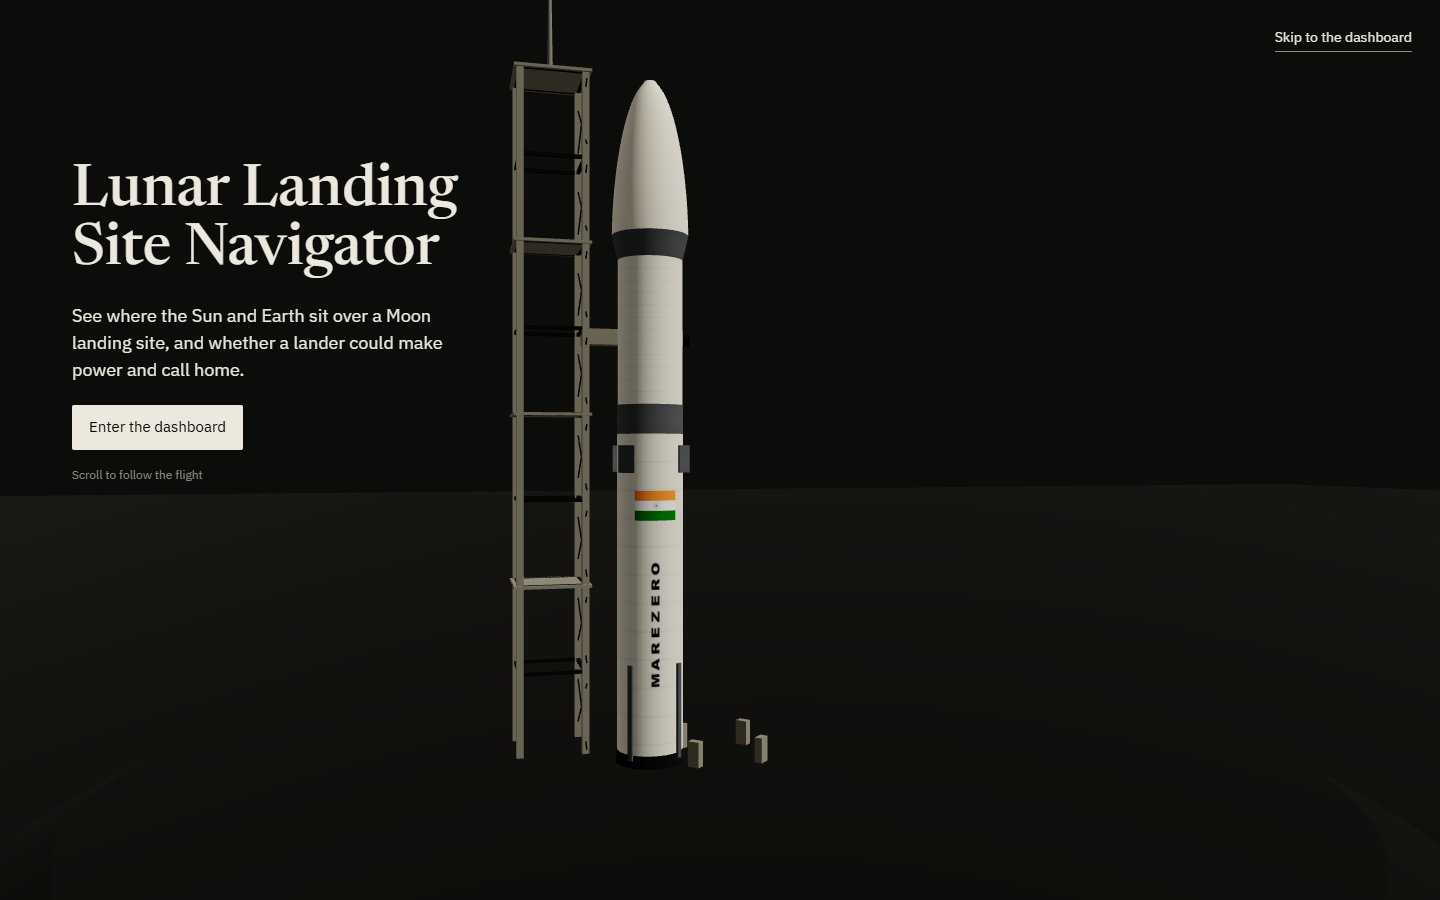 Skip to the dashboard
Lunar Landing
Site Navigator
See where the Sun and Earth sit over a Moon
landing site, and whether a lander could make
power and call home.
Enter the dashboard
Scroll to follow the flight
MAREZERO